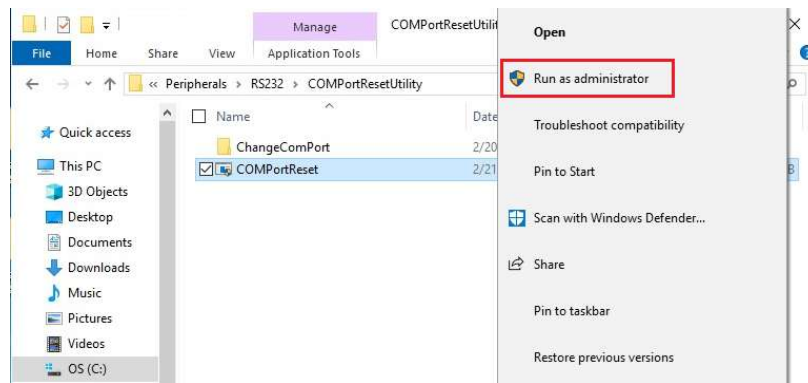 Manage
COMPortResetUtilit
File
Home
Share
View
Application Tools
« Peripherals > RS232 > COMPortResetUtility
Name
Date
Quick access
ChangeComPort
2/20
This PC
COMPortReset
2/21
B
3D Objects
Desktop
Documents
Downloads
Music
Pictures
Videos
OS (C:)
Open
Run as administrator
Troubleshoot compatibility
Pin to Start
Scan with Windows Defender...
Share
Pin to taskbar
Restore previous versions